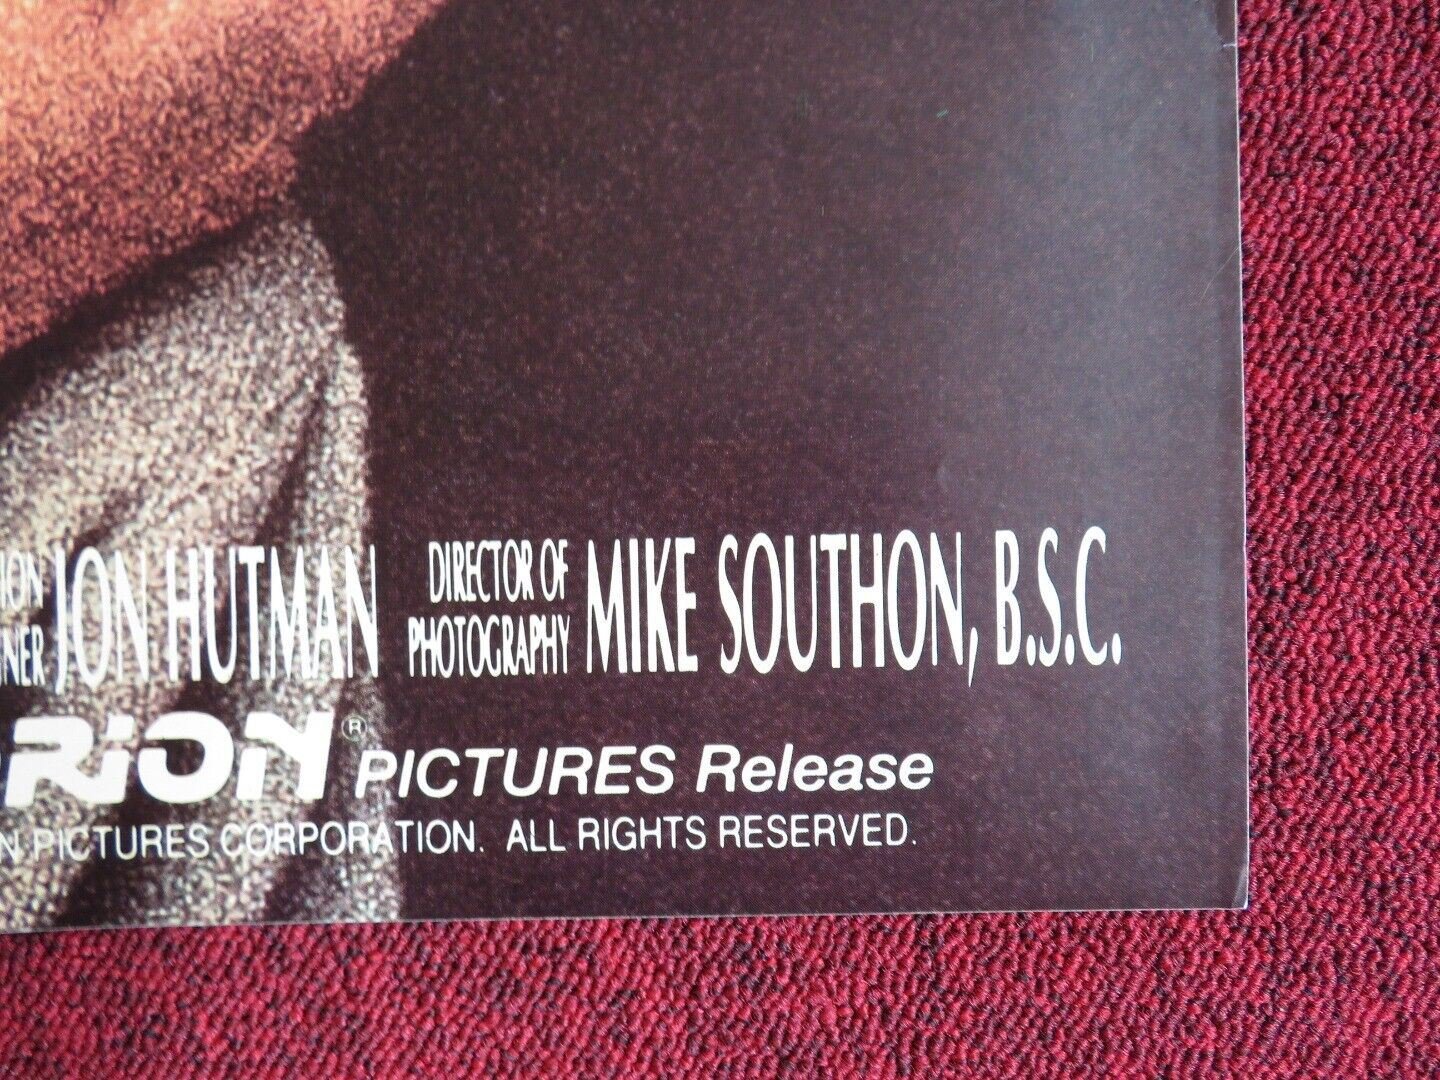 ION
NER JON HUTMAN DIRECTOR OF PHOTOGRAPHY MIKE SOUTHON, B.S.C.
RION® PICTURES Release
N PICTURES CORPORATION. ALL RIGHTS RESERVED.